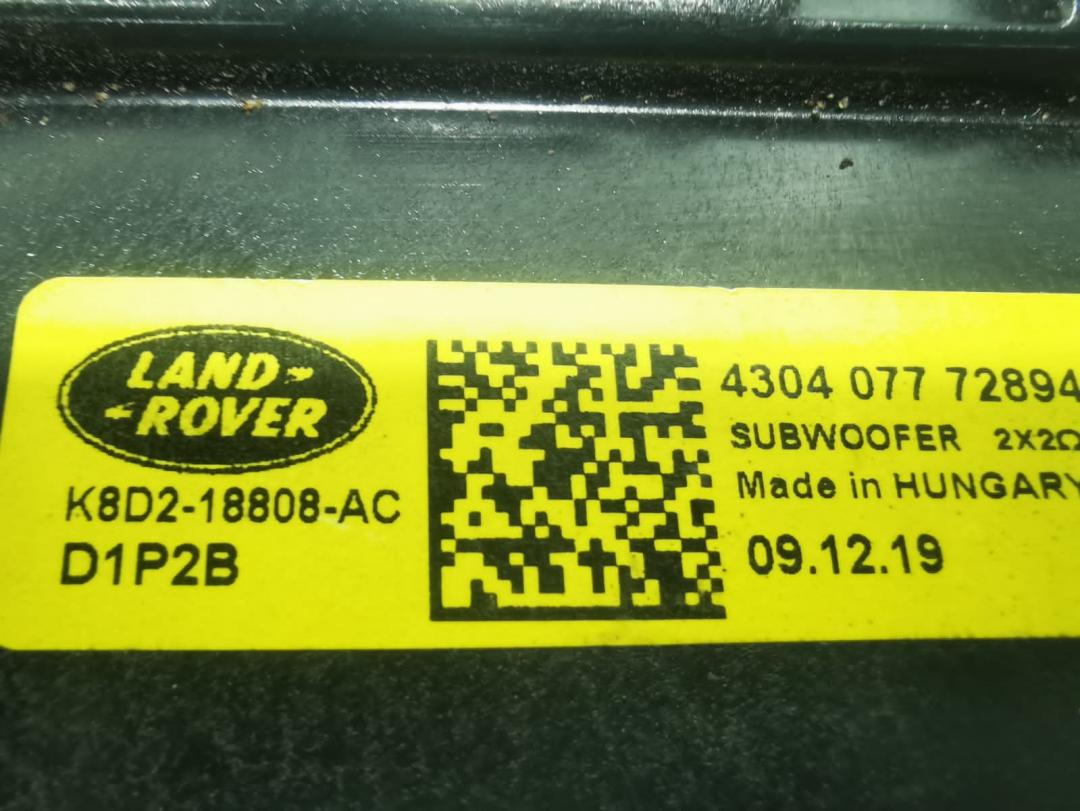 LAND
ROVER
K8D2-18808-AC
D1P2B
4304 077 72894
SUBWOOFER 2X2Ω
Made in HUNGARY
09.12.19